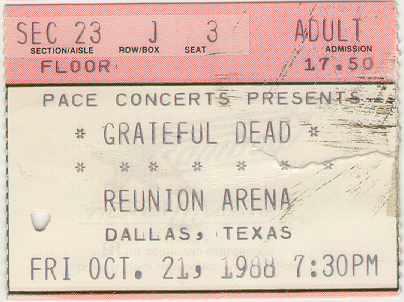 SEC 23 J 3 ADULT
SECTION/AISLE ROW/BOX SEAT ADMISSION
FLOOR 17.50
PACE CONCERTS PRESENTS
* GRATEFUL DEAD *
* * * * * *
REUNION ARENA
DALLAS, TEXAS
FRI OCT. 21, 1988 7:30PM